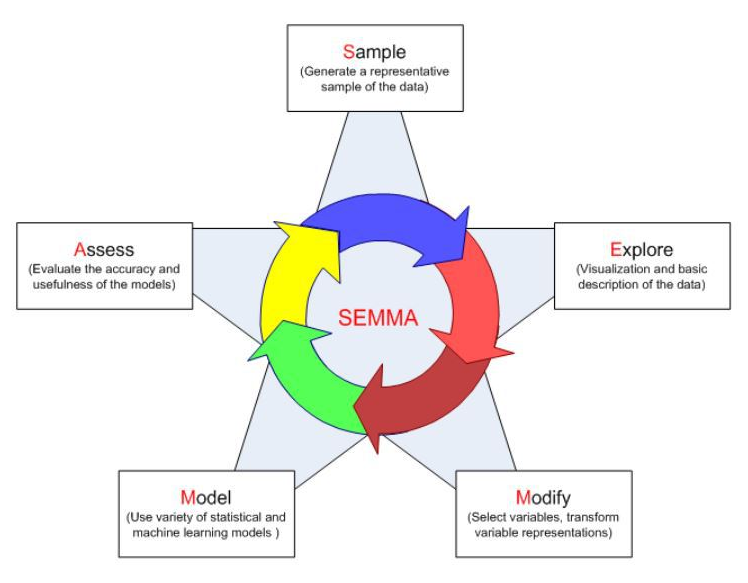 Sample
(Generate a representative
sample of the data)
Assess
(Evaluate the accuracy and
usefulness of the models)
Explore
(Visualization and basic
description of the data)
SEMMA
Model
(Use variety of statistical and
machine learning models )
Modify
(Select variables, transform
variable representations)